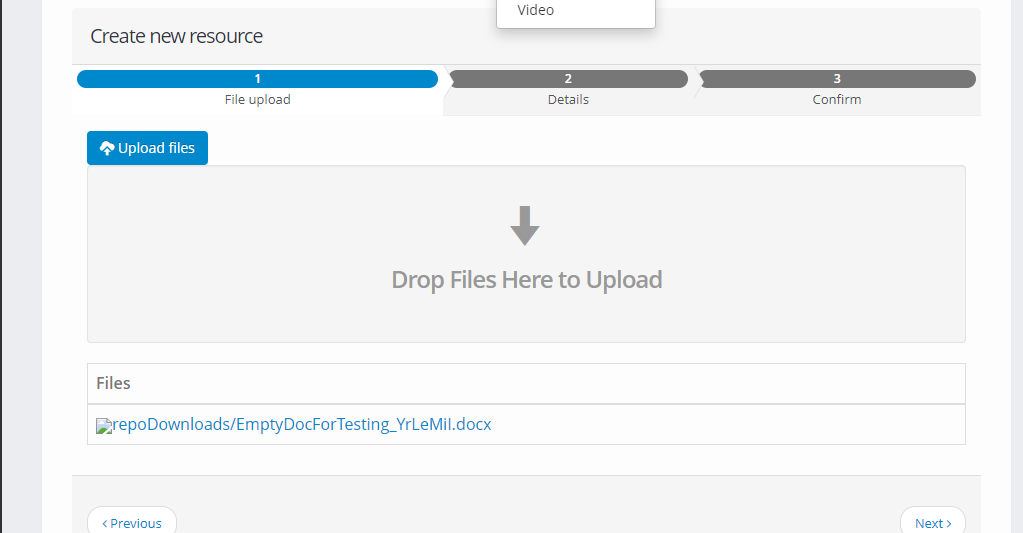 Video
Create new resource
1
File upload
2
Details
3
Confirm
Upload files
Drop Files Here to Upload
Files
repoDownloads/EmptyDocForTesting_YrLeMil.docx
Previous
Next